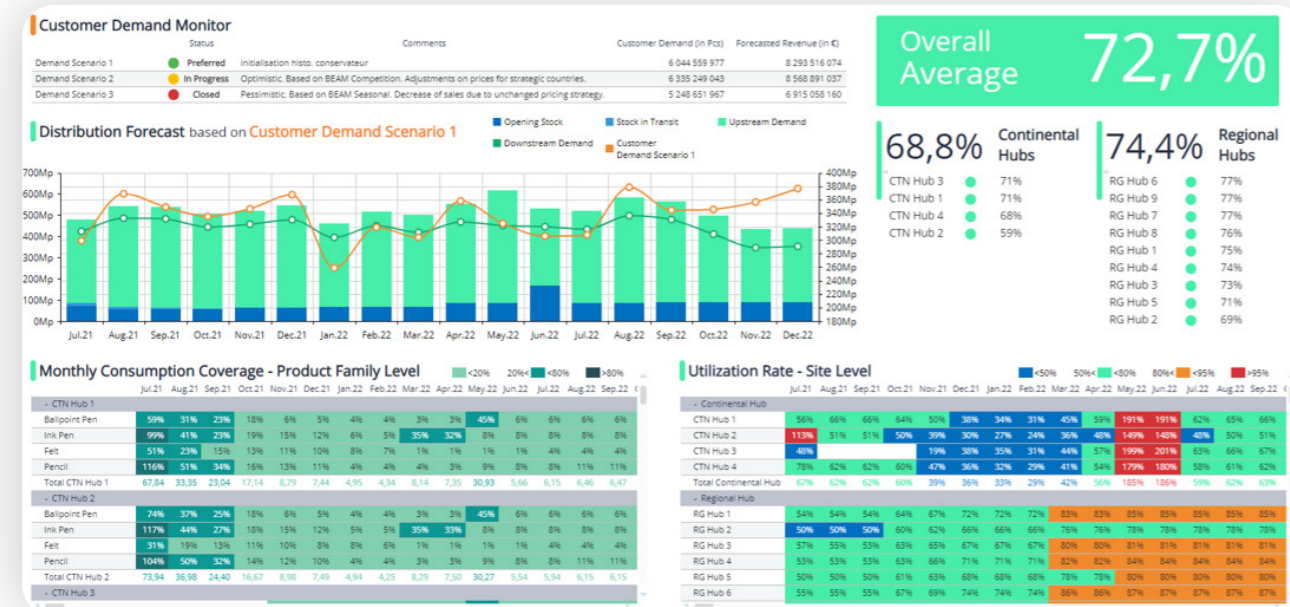 Customer Demand Monitor
Status Comments Customer Demand (in Pcs) Forecasted Revenue (in €)
Demand Scenario 1 Preferred initialisation histo. conservateur 6 044 559 977 8 293 516 074
Demand Scenario 2 In Progress Optimistic. Based on BEAM Competition. Adjustments on prices for strategic countries. 6 335 249 043 8 568 891 037
Demand Scenario 3 Closed Pessimistic. Based on BEAM Seasonal. Decrease of sales due to unchanged pricing strategy. 5 248 651 967 6 915 058 160
Overall Average 72,7%
Distribution Forecast based on Customer Demand Scenario 1
Opening Stock Stock in Transit Upstream Demand
Downstream Demand Customer Demand Scenario 1
700Mp 400Mp
600Mp 380Mp
500Mp 360Mp
400Mp 340Mp
300Mp 320Mp
200Mp 300Mp
100Mp 280Mp
0Mp 260Mp
240Mp
220Mp
200Mp
180Mp
Jul.21 Aug.21 Sep.21 Oct.21 Nov.21 Dec.21 Jan.22 Feb.22 Mar.22 Apr.22 May.22 Jun.22 Jul.22 Aug.22 Sep.22 Oct.22 Nov.22 Dec.22
68,8% Continental Hubs
CTN Hub 3 71%
CTN Hub 1 71%
CTN Hub 4 68%
CTN Hub 2 59%
74,4% Regional Hubs
RG Hub 6 77%
RG Hub 9 77%
RG Hub 7 77%
RG Hub 8 76%
RG Hub 1 75%
RG Hub 4 74%
RG Hub 3 73%
RG Hub 5 71%
RG Hub 2 69%
Monthly Consumption Coverage - Product Family Level <20% 20%< <80% >80%
Jul.21 Aug.21 Sep.21 Oct.21 Nov.21 Dec.21 Jan.22 Feb.22 Mar.22 Apr.22 May.22 Jun.22 Jul.22 Aug.22 Sep.22
- CTN Hub 1
Ballpoint Pen 59% 31% 23% 18% 6% 5% 4% 4% 3% 3% 45% 6% 6% 6% 6%
Ink Pen 99% 41% 23% 19% 15% 12% 6% 5% 35% 32% 8% 8% 8% 8% 8%
Felt 51% 23% 15% 13% 11% 10% 8% 7% 1% 1% 1% 1% 4% 4% 4%
Pencil 116% 51% 34% 16% 13% 11% 4% 4% 4% 3% 9% 8% 8% 11% 11%
Total CTN Hub 1 67,84 33,35 23,04 17,14 8,79 7,44 4,95 4,34 8,14 7,35 30,93 5,66 6,15 6,46 6,47
- CTN Hub 2
Ballpoint Pen 74% 37% 25% 18% 6% 5% 4% 4% 3% 3% 45% 6% 6% 6% 6%
Ink Pen 117% 44% 27% 18% 15% 12% 5% 5% 35% 33% 8% 8% 8% 8% 8%
Felt 31% 19% 13% 11% 10% 8% 8% 6% 1% 1% 1% 1% 4% 4% 4%
Pencil 104% 50% 32% 14% 12% 10% 4% 4% 3% 3% 9% 8% 8% 11% 11%
Total CTN Hub 2 73,94 36,98 24,40 16,67 8,98 7,49 4,94 4,25 8,29 7,50 30,27 5,54 5,94 6,15 6,15
- CTN Hub 3
Utilization Rate - Site Level <50% 50%< <80% 80%< <95% >95%
Jul.21 Aug.21 Sep.21 Oct.21 Nov.21 Dec.21 Jan.22 Feb.22 Mar.22 Apr.22 May.22 Jun.22 Jul.22 Aug.22 Sep.22
- Continental Hub
CTN Hub 1 56% 66% 66% 64% 50% 38% 34% 31% 45% 59% 191% 191% 62% 65% 66%
CTN Hub 2 113% 51% 51% 50% 39% 30% 27% 24% 36% 48% 149% 148% 48% 50% 51%
CTN Hub 3 48% 19% 38% 35% 31% 44% 57% 199% 201% 63% 66% 67%
CTN Hub 4 78% 62% 62% 60% 47% 36% 32% 29% 41% 54% 179% 180% 58% 61% 62%
Total Continental Hub 67% 62% 62% 60% 39% 36% 33% 29% 42% 56% 185% 186% 59% 62% 63%
- Regional Hub
RG Hub 1 54% 54% 54% 64% 67% 72% 72% 72% 83% 83% 85% 85% 85% 85% 85%
RG Hub 2 50% 50% 50% 60% 62% 66% 66% 66% 76% 76% 78% 78% 78% 78% 78%
RG Hub 3 57% 55% 53% 63% 65% 67% 67% 67% 80% 80% 81% 81% 81% 81% 81%
RG Hub 4 53% 53% 53% 63% 66% 71% 71% 71% 82% 82% 84% 84% 84% 84% 84%
RG Hub 5 50% 50% 50% 61% 63% 68% 68% 68% 78% 78% 80% 80% 80% 80% 80%
RG Hub 6 55% 55% 55% 67% 69% 74% 74% 74% 86% 86% 87% 87% 87% 87% 87%